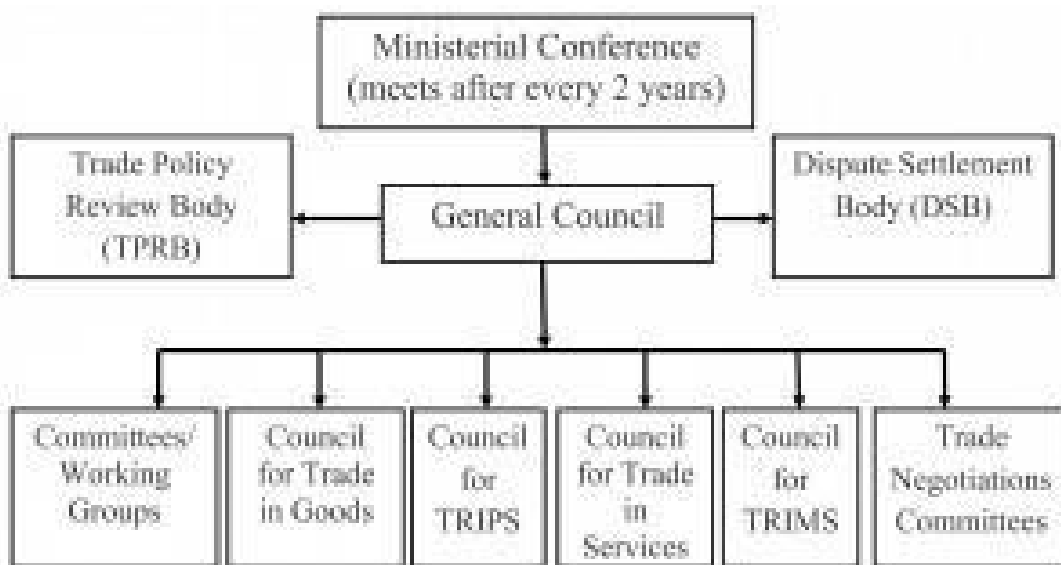 Ministerial Conference
(meets after every 2 years)
Trade Policy
Review Body
(TPRB)
General Council
Dispute Settlement
Body (DSB)
Committees/
Working
Groups
Council
for Trade
in Goods
Council
for
TRIPS
Council
for Trade
in
Services
Council
for
TRIMS
Trade
Negotiations
Committees